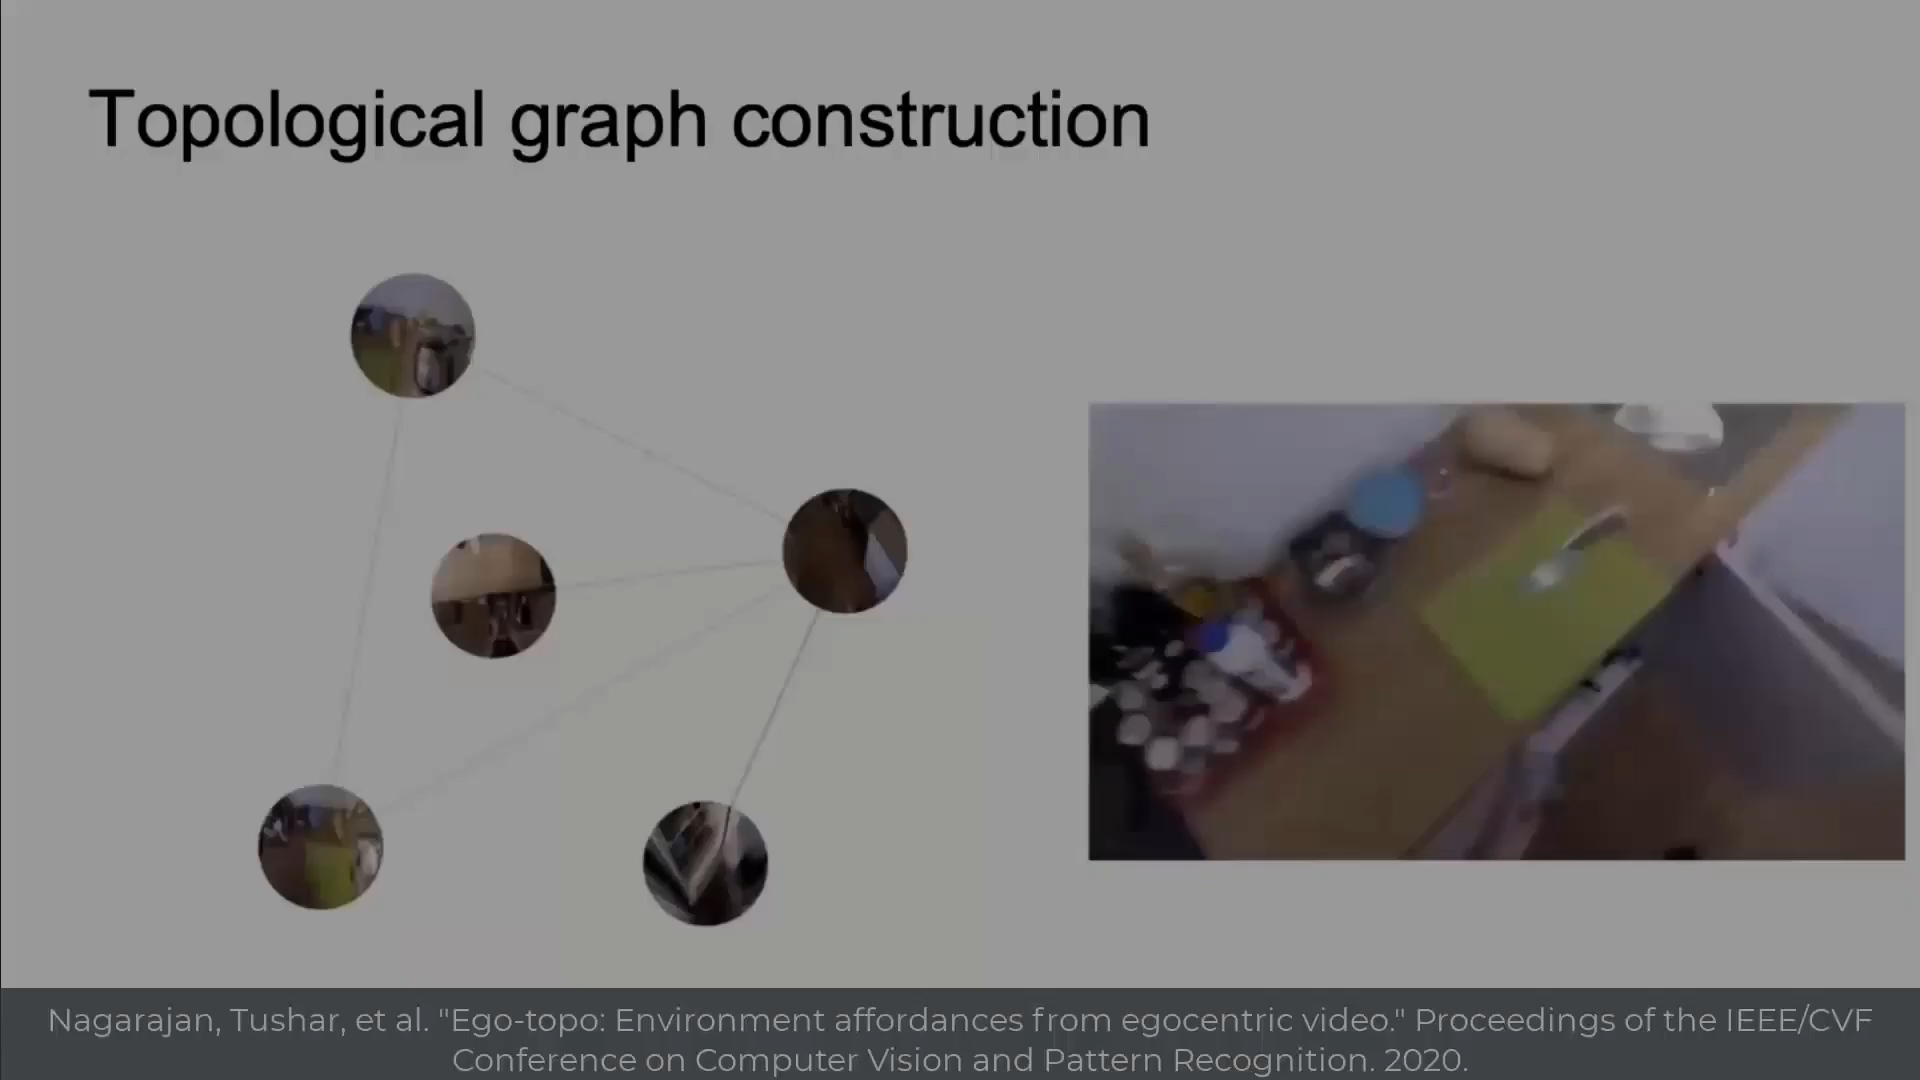 Topological graph construction
Nagarajan, Tushar, et al. "Ego-topo: Environment affordances from egocentric video." Proceedings of the IEEE/CVF
Conference on Computer Vision and Pattern Recognition. 2020.